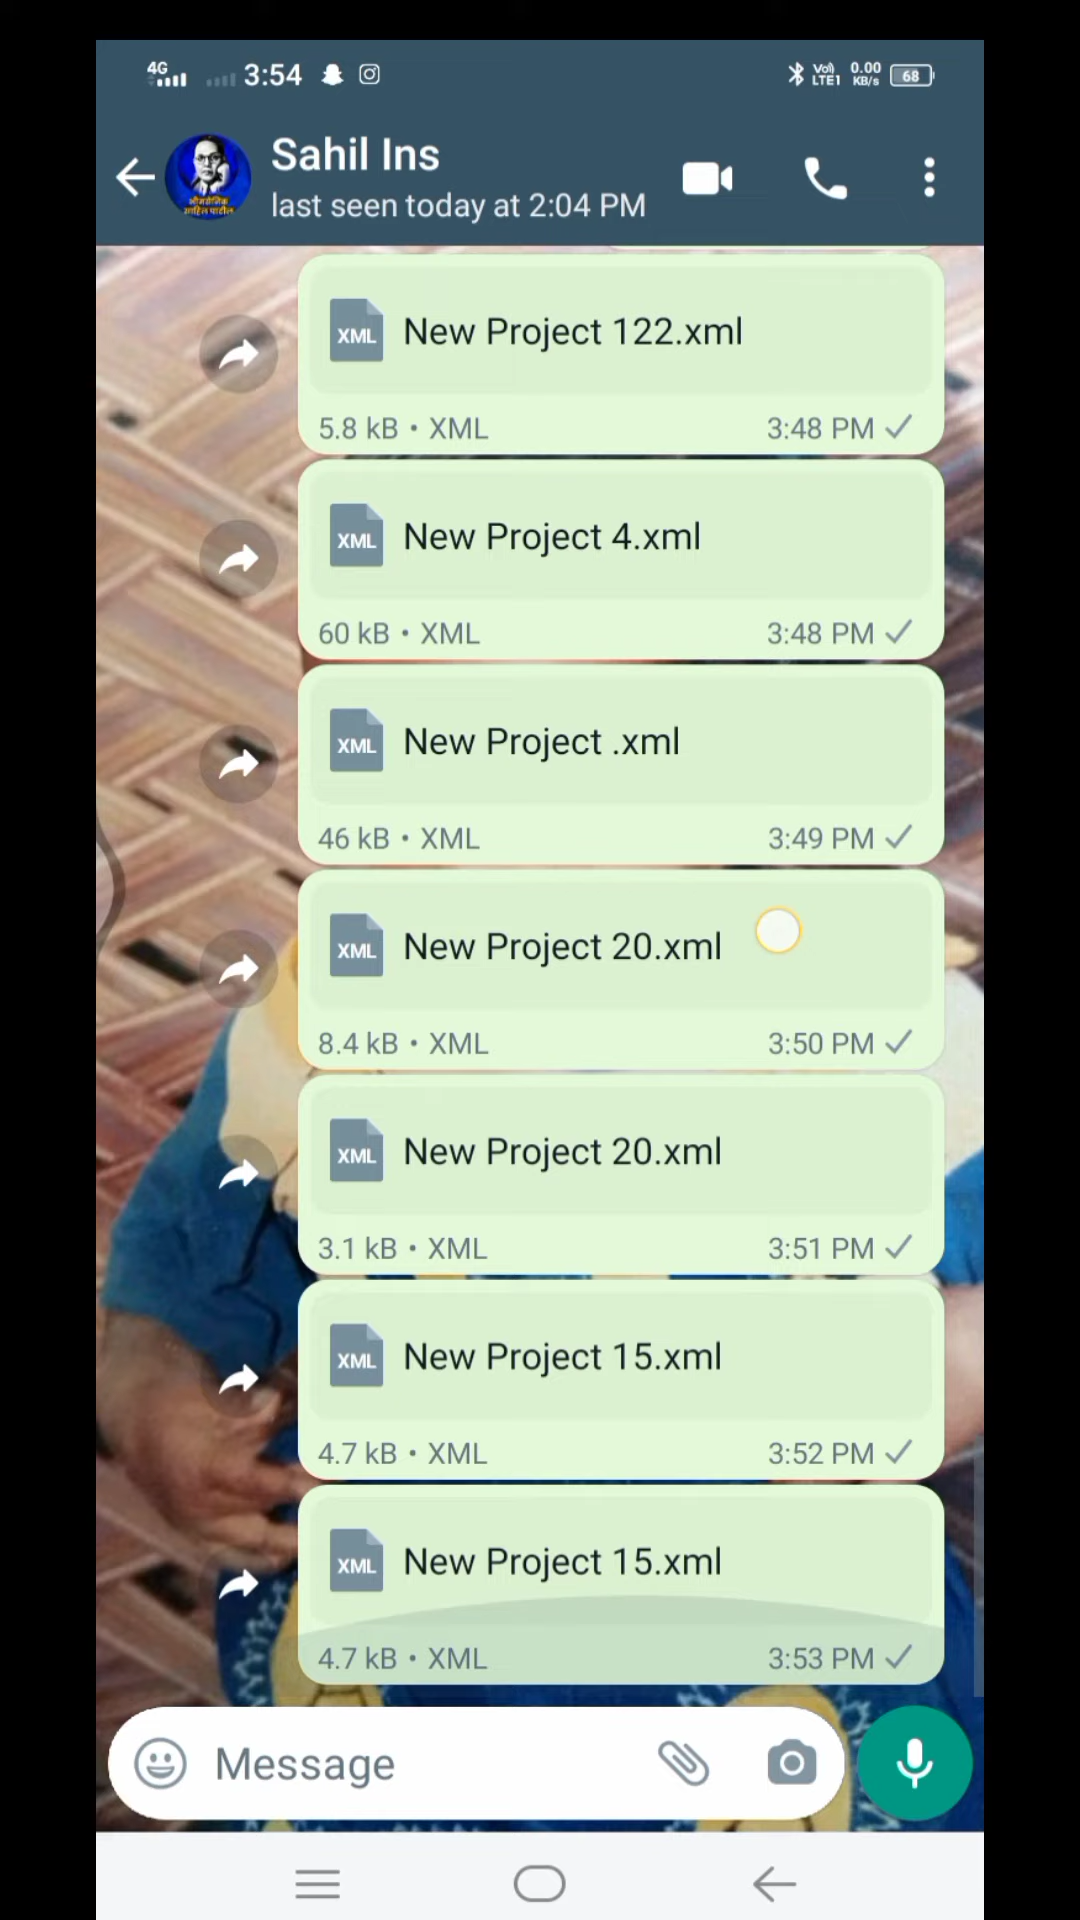 4G 3:54 Vo) LTE1 0.00 KB/s 68
Sahil Ins
last seen today at 2:04 PM
XML New Project 122.xml
5.8 kB • XML 3:48 PM
XML New Project 4.xml
60 kB • XML 3:48 PM
XML New Project .xml
46 kB • XML 3:49 PM
XML New Project 20.xml
8.4 kB • XML 3:50 PM
XML New Project 20.xml
3.1 kB • XML 3:51 PM
XML New Project 15.xml
4.7 kB • XML 3:52 PM
XML New Project 15.xml
4.7 kB • XML 3:53 PM
Message